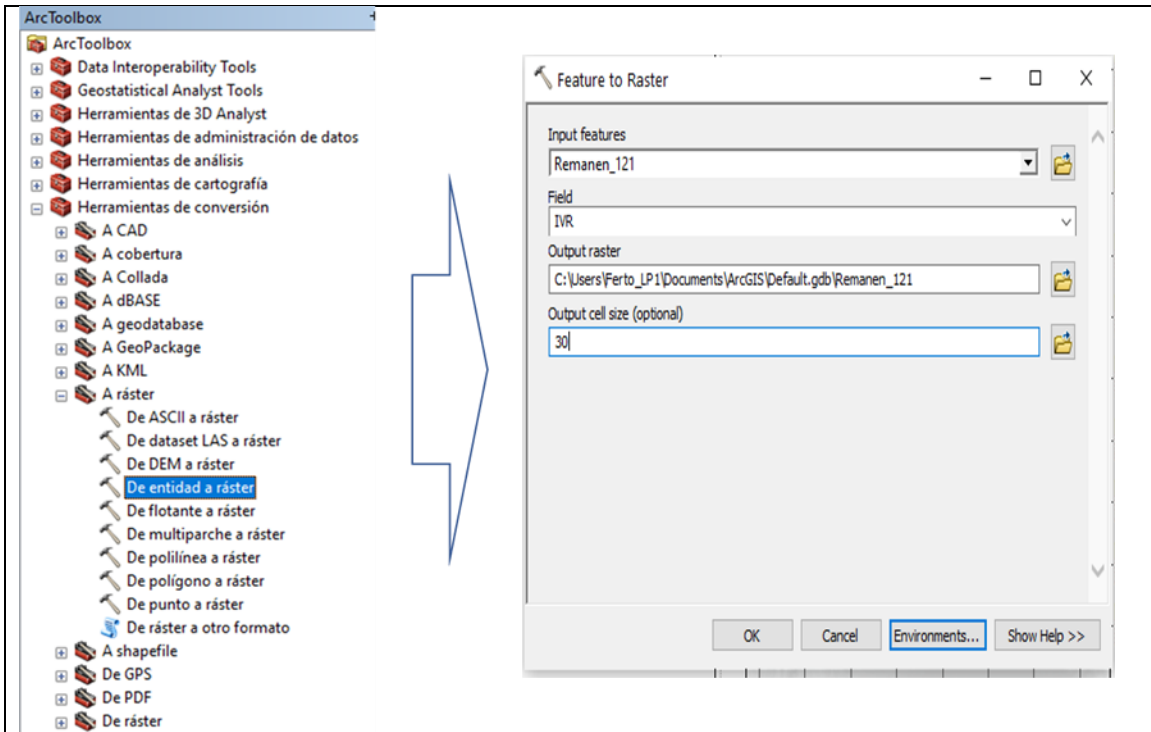 ArcToolbox
ArcToolbox
Data Interoperability Tools
Geostatistical Analyst Tools
Herramientas de 3D Analyst
Herramientas de administración de datos
Herramientas de análisis
Herramientas de cartografía
Herramientas de conversión
A CAD
A cobertura
A Collada
A dBASE
A geodatabase
A GeoPackage
A KML
A ráster
De ASCII a ráster
De dataset LAS a ráster
De DEM a ráster
De entidad a ráster
De flotante a ráster
De multiparche a ráster
De polilínea a ráster
De polígono a ráster
De punto a ráster
De ráster a otro formato
A shapefile
De GPS
De PDF
De ráster
Feature to Raster
Input features
Remanen_121
Field
IVR
Output raster
C:\Users\Ferto_LP1\Documents\ArcGIS\Default.gdb\Remanen_121
Output cell size (optional)
30
OK Cancel Environments... Show Help >>